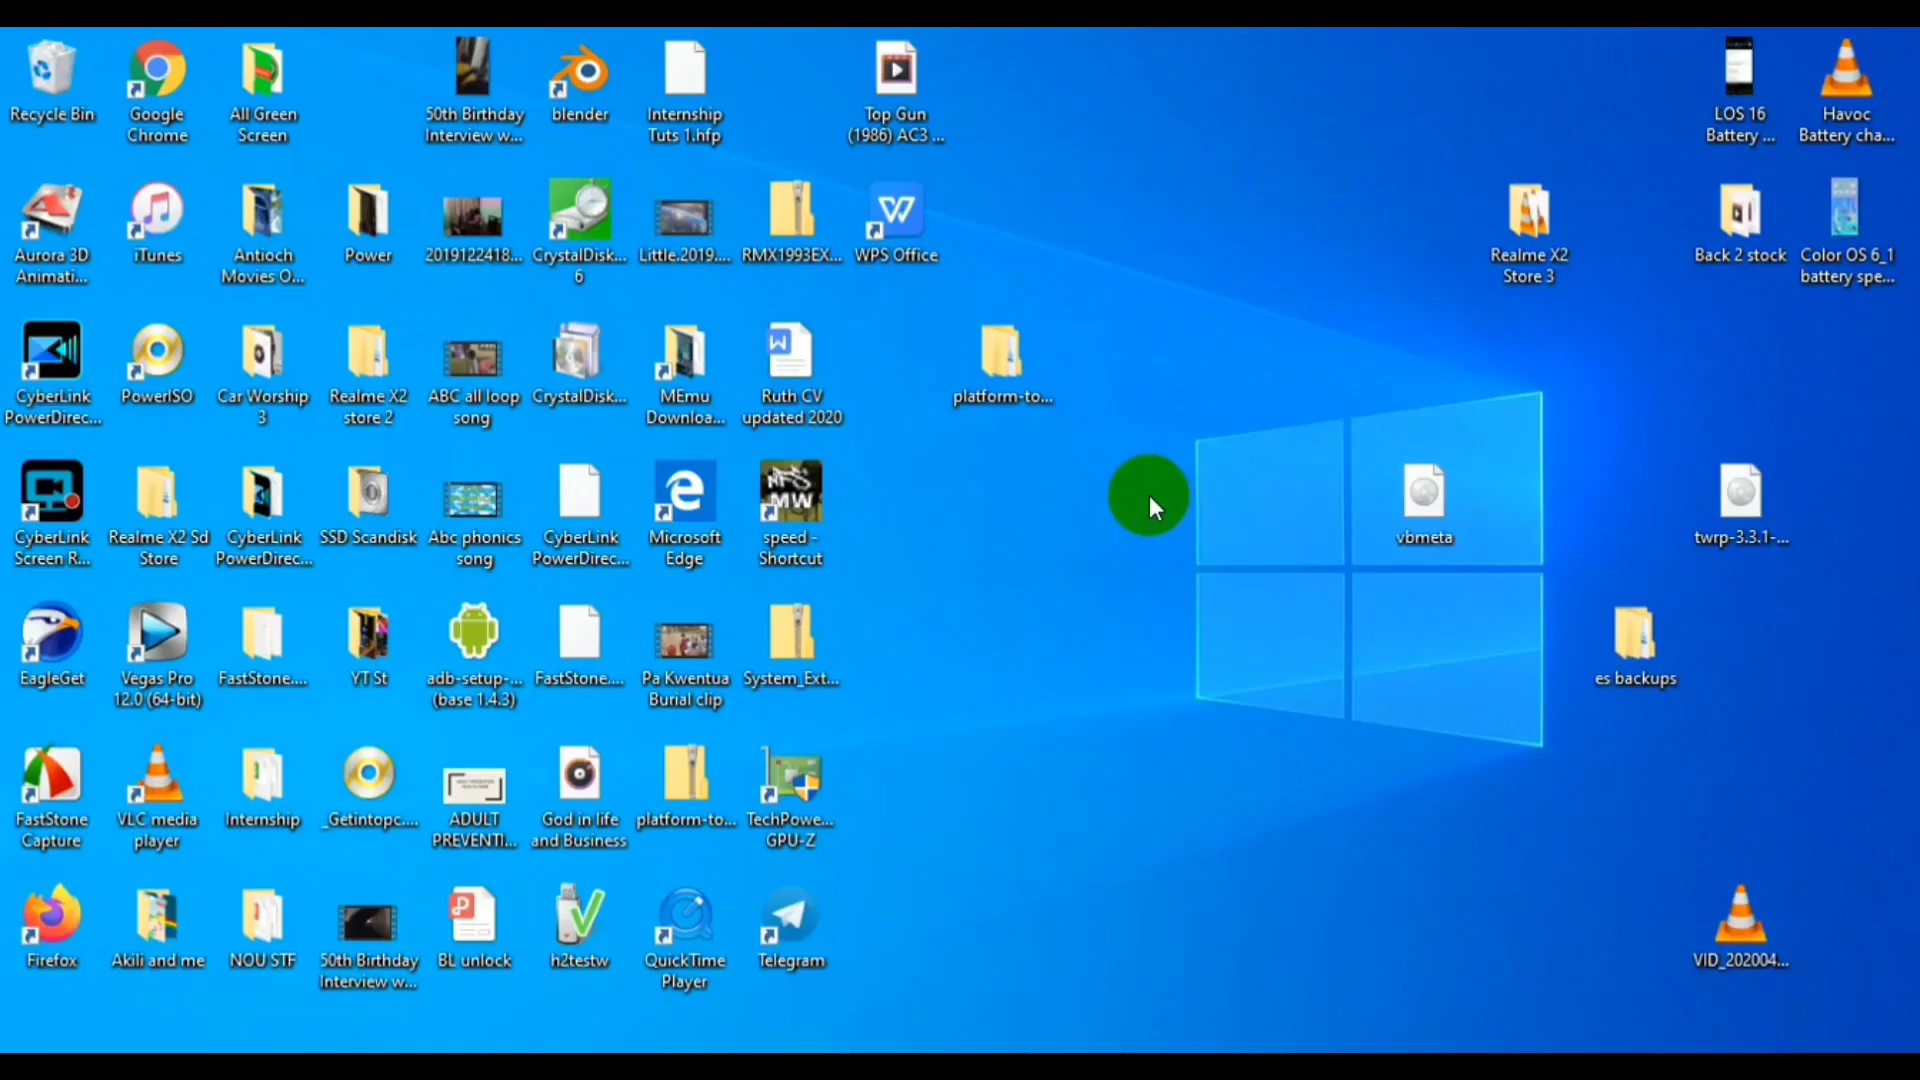 Recycle Bin
Google
Chrome
All Green
Screen
50th Birthday
Interview w...
blender
Internship
Tuts 1.hfp
Top Gun
(1986) AC3 ...
LOS 16
Battery ...
Havoc
Battery cha...
Aurora 3D
Animati...
iTunes
Antioch
Movies O...
Power
2019122418...
CrystalDisk...
6
Little.2019....
RMX1993EX...
WPS Office
Realme X2
Store 3
Back 2 stock
Color OS 6_1
battery spe...
CyberLink
PowerDirec...
PowerISO
Car Worship
3
Realme X2
store 2
ABC all loop
song
CrystalDisk...
MEmu
Downloa...
Ruth CV
updated 2020
platform-to...
CyberLink
Screen R...
Realme X2 Sd
Store
CyberLink
PowerDirec...
SSD Scandisk
Abc phonics
song
CyberLink
PowerDirec...
Microsoft
Edge
MW
speed -
Shortcut
vbmeta
twrp-3.3.1-...
EagleGet
Vegas Pro
12.0 (64-bit)
FastStone....
YT St
adb-setup-...
(base 1.4.3)
FastStone....
Pa Kwentua
Burial clip
System_Ext...
es backups
FastStone
Capture
VLC media
player
Internship
_Getintopc....
ADULT
PREVENTI...
God in life
and Business
platform-to...
TechPowe...
GPU-Z
Firefox
Akili and me
NOU STF
50th Birthday
Interview w...
BL unlock
h2testw
QuickTime
Player
Telegram
VID_202004...